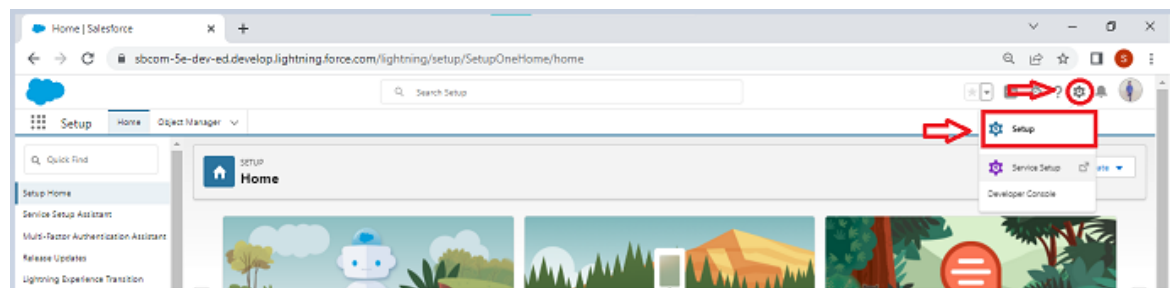 Home | Salesforce
sbcom-5e-dev-ed.develop.lightning.force.com/lightning/setup/SetupOneHome/home
S
Search Setup
Setup
Home
Object Manager
Setup
Quick Find
SETUP
Home
Service Setup
ate
Developer Console
Setup Home
Service Setup Assistant
Multi-Factor Authentication Assistant
Release Updates
Lightning Experience Transition